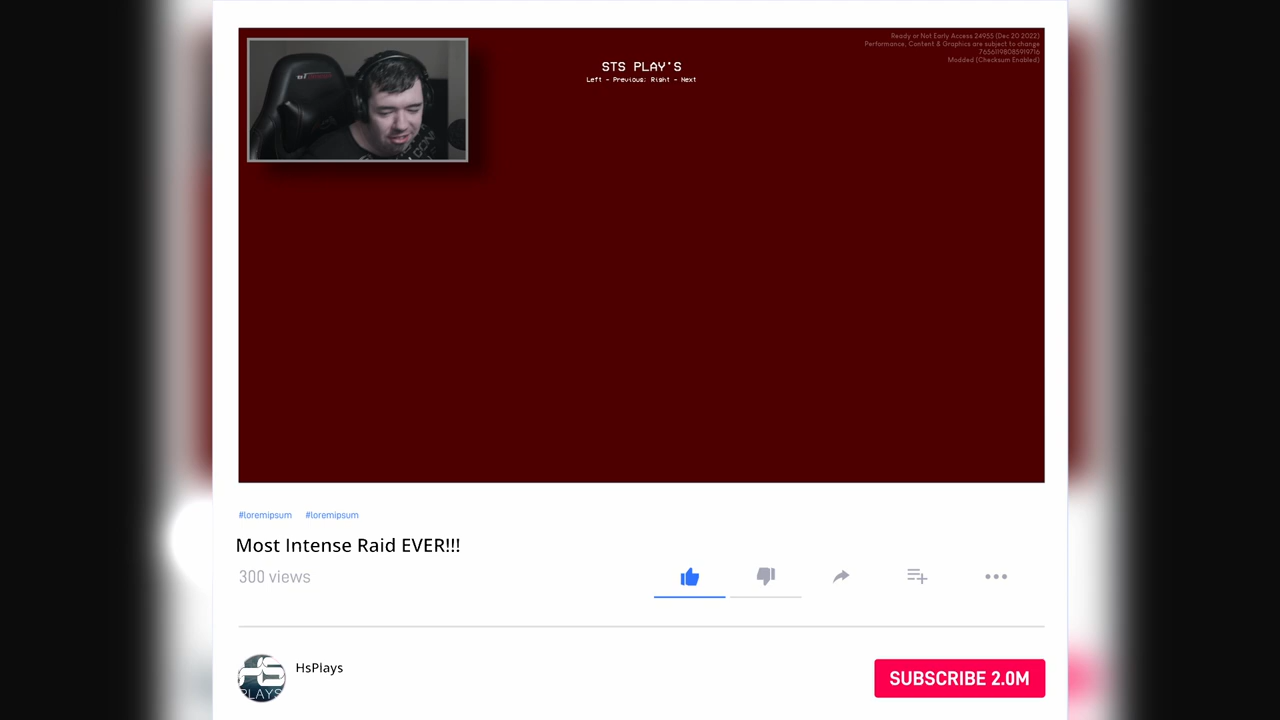 Ready or Not Early Access 24955 (Dec 20 2022)
Performance, Content & Graphics are subject to change
76561198085919716
Modded (Checksum Enabled)
STS PLAY'S
Left - Previous; Right - Next
#loremipsum #loremipsum
Most Intense Raid EVER!!!
300 views
HsPlays
PLAYS
SUBSCRIBE 2.0M